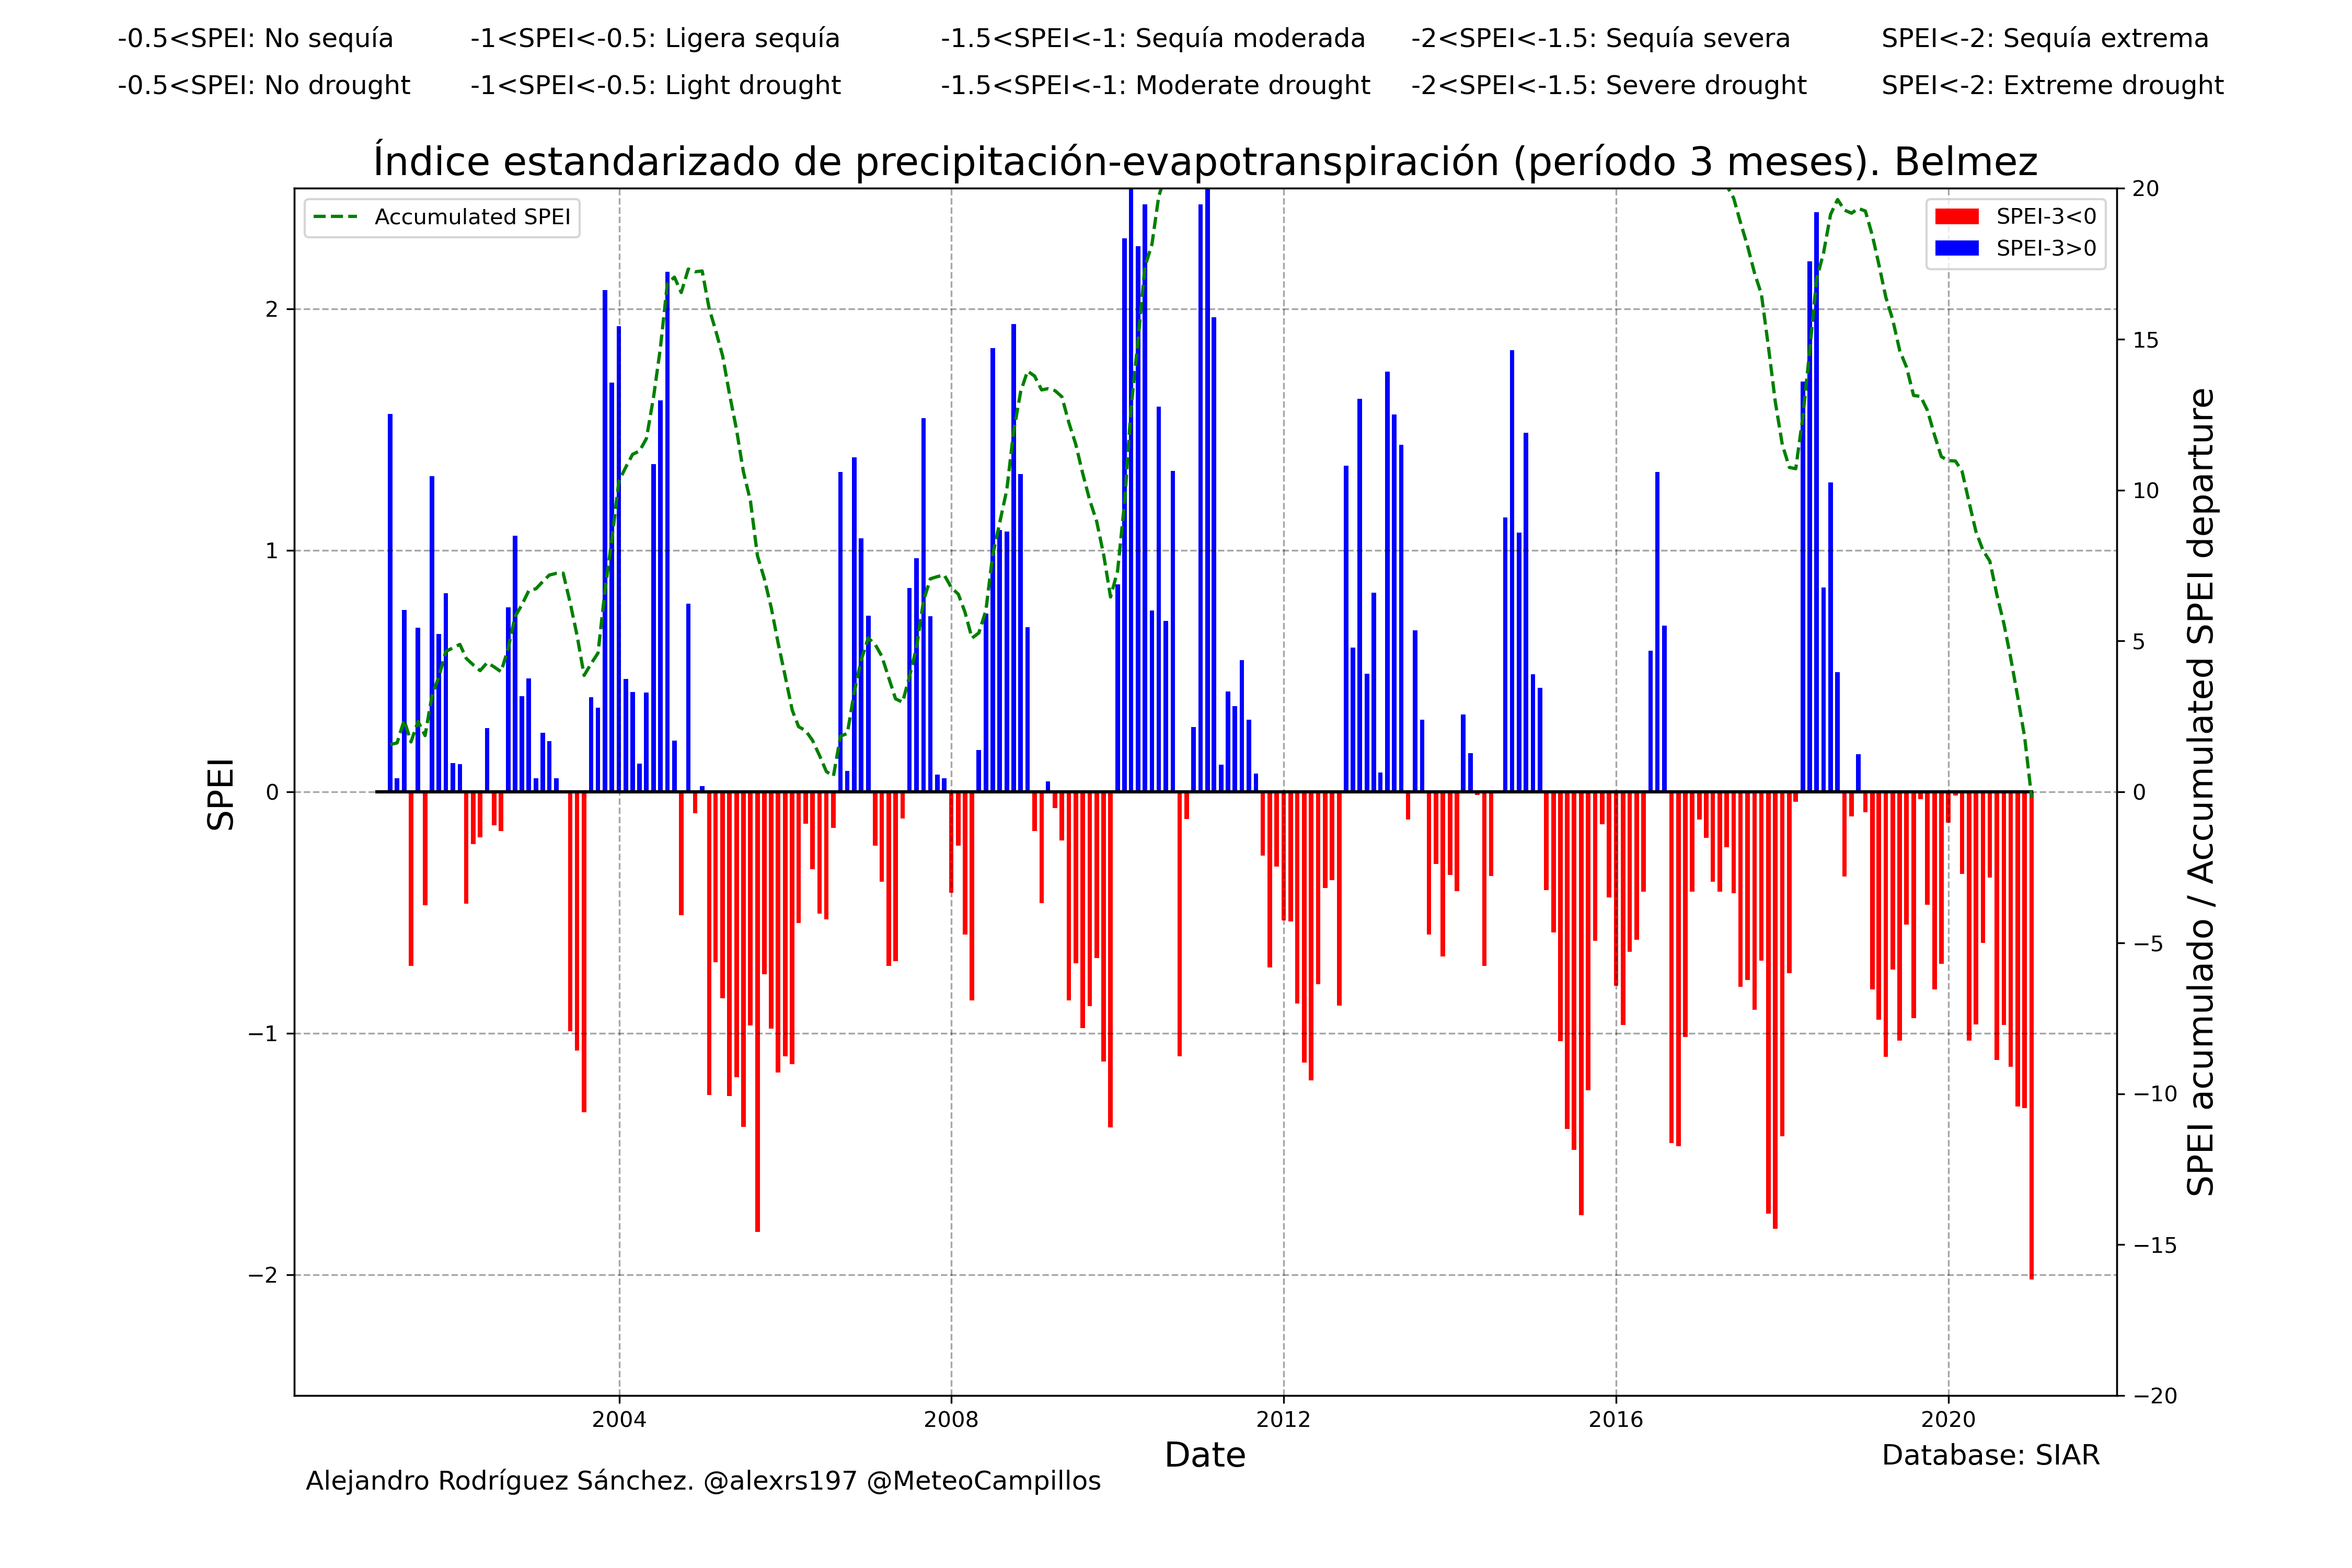 -0.5<SPEI: No sequía -1<SPEI<-0.5: Ligera sequía -1.5<SPEI<-1: Sequía moderada -2<SPEI<-1.5: Sequía severa SPEI<-2: Sequía extrema
-0.5<SPEI: No drought -1<SPEI<-0.5: Light drought -1.5<SPEI<-1: Moderate drought -2<SPEI<-1.5: Severe drought SPEI<-2: Extreme drought
Índice estandarizado de precipitación-evapotranspiración (período 3 meses). Belmez
Accumulated SPEI
SPEI-3<0
SPEI-3>0
SPEI
2
1
0
−1
−2
20
15
10
5
0
−5
−10
−15
−20
SPEI acumulado / Accumulated SPEI departure
2004 2008 2012 2016 2020
Date
Database: SIAR
Alejandro Rodríguez Sánchez. @alexrs197 @MeteoCampillos